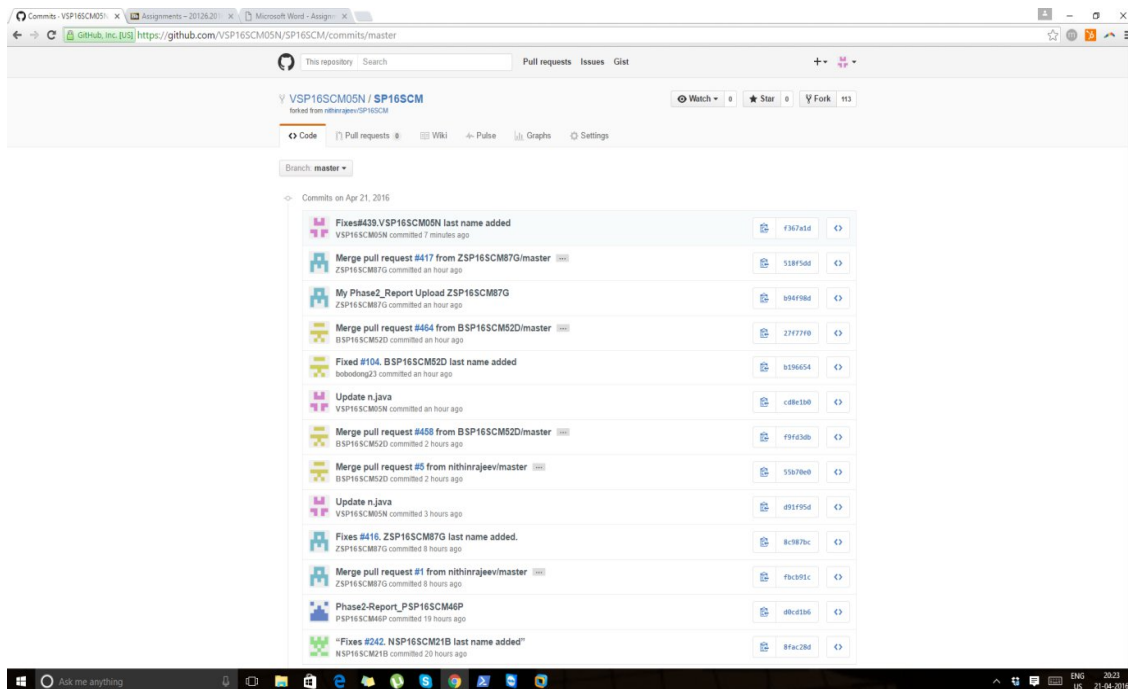 Commits · VSP16SCM05N
Assignments – 20126.201
Microsoft Word - Assignm
GitHub, Inc. [US] https://github.com/VSP16SCM05N/SP16SCM/commits/master
This repository Search Pull requests Issues Gist
VSP16SCM05N / SP16SCM
Watch 0 Star 0 Fork 113
forked from nithinrajeev/SP16SCM
Code Pull requests 0 Wiki Pulse Graphs Settings
Branch: master
Commits on Apr 21, 2016
Fixes#439.VSP16SCM05N last name added
VSP16SCM05N committed 7 minutes ago
f367a1d
Merge pull request #417 from ZSP16SCM87G/master ...
ZSP16SCM87G committed an hour ago
518f5dd
My Phase2_Report Upload ZSP16SCM87G
ZSP16SCM87G committed an hour ago
b94f98d
Merge pull request #464 from BSP16SCM52D/master ...
BSP16SCM52D committed an hour ago
27f77f0
Fixed #104. BSP16SCM52D last name added
bobodong23 committed an hour ago
b196654
Update n.java
VSP16SCM05N committed an hour ago
cd8e1b0
Merge pull request #458 from BSP16SCM52D/master ...
BSP16SCM52D committed 2 hours ago
f9fd3db
Merge pull request #5 from nithinrajeev/master ...
BSP16SCM52D committed 2 hours ago
55b70e0
Update n.java
VSP16SCM05N committed 3 hours ago
d91f95d
Fixes #416. ZSP16SCM87G last name added.
ZSP16SCM87G committed 8 hours ago
8c987bc
Merge pull request #1 from nithinrajeev/master ...
ZSP16SCM87G committed 8 hours ago
fbcb91c
Phase2-Report_PSP16SCM46P
PSP16SCM46P committed 19 hours ago
d0cd1b6
“Fixes #242. NSP16SCM21B last name added”
NSP16SCM21B committed 20 hours ago
8fac28d
Ask me anything
ENG 20:23
US 21-04-2016